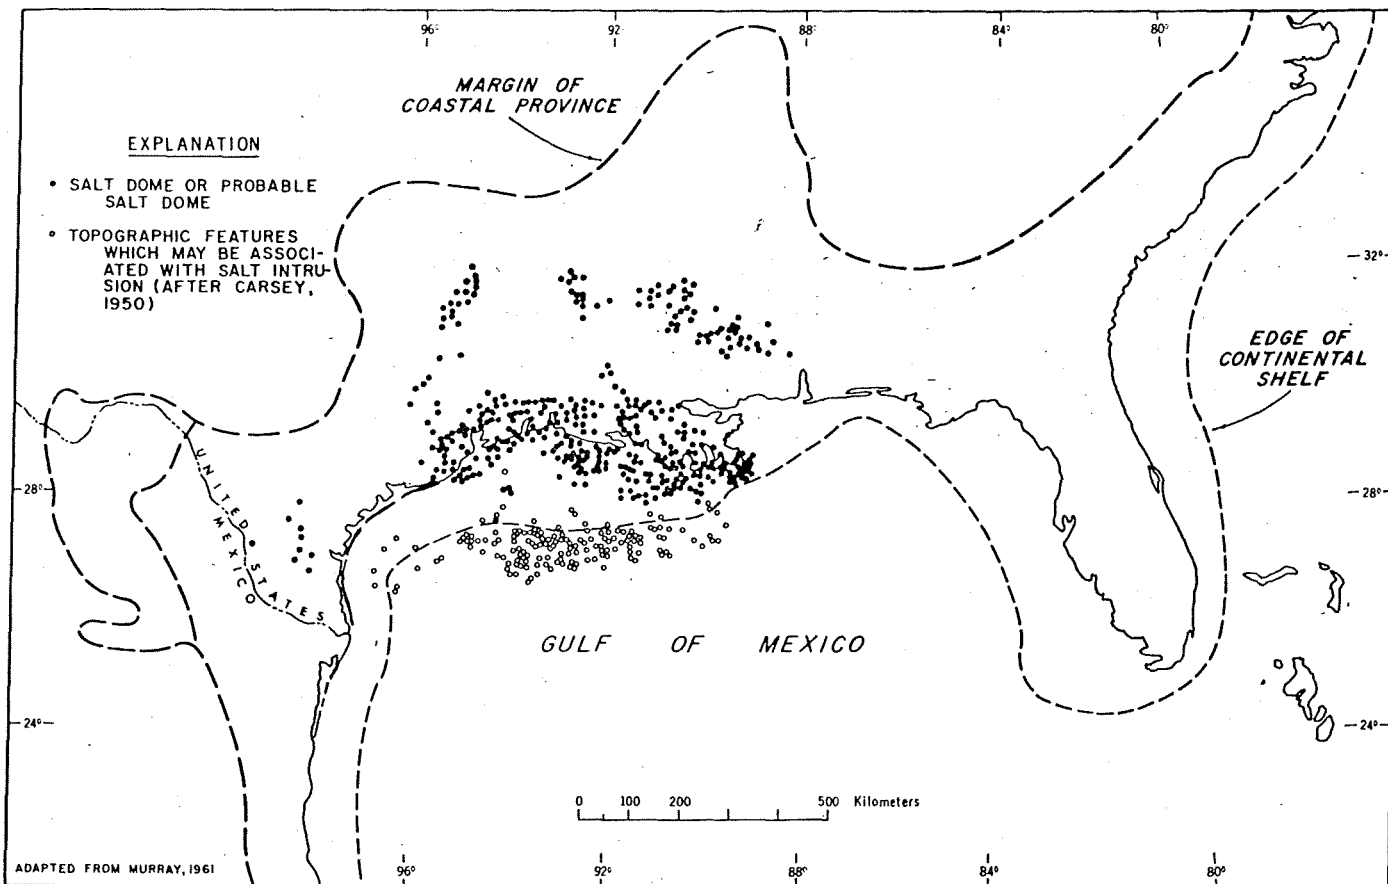 96°
92°
88°
84°
80°
MARGIN OF
COASTAL PROVINCE
EXPLANATION
• SALT DOME OR PROBABLE
SALT DOME
○ TOPOGRAPHIC FEATURES
WHICH MAY BE ASSOCI-
ATED WITH SALT INTRU-
SION (AFTER CARSEY,
1950)
32°
EDGE OF
CONTINENTAL
SHELF
UNITED STATES
MEXICO
28°
28°
GULF OF MEXICO
24°
24°
0 100 200 500 Kilometers
ADAPTED FROM MURRAY, 1961
96°
92°
88°
84°
80°